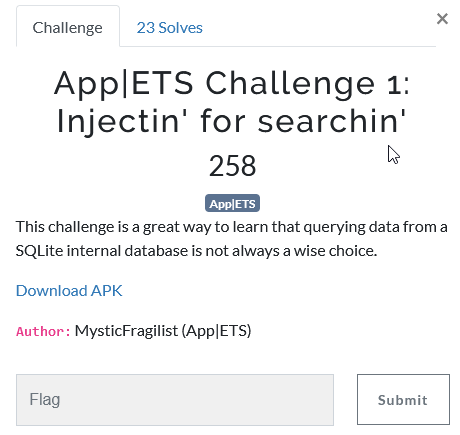 Challenge
23 Solves
×
App|ETS Challenge 1:
Injectin' for searchin'
258
App|ETS
This challenge is a great way to learn that querying data from a
SQLite internal database is not always a wise choice.
Download APK
Author: MysticFragilist (App|ETS)
Flag
Submit